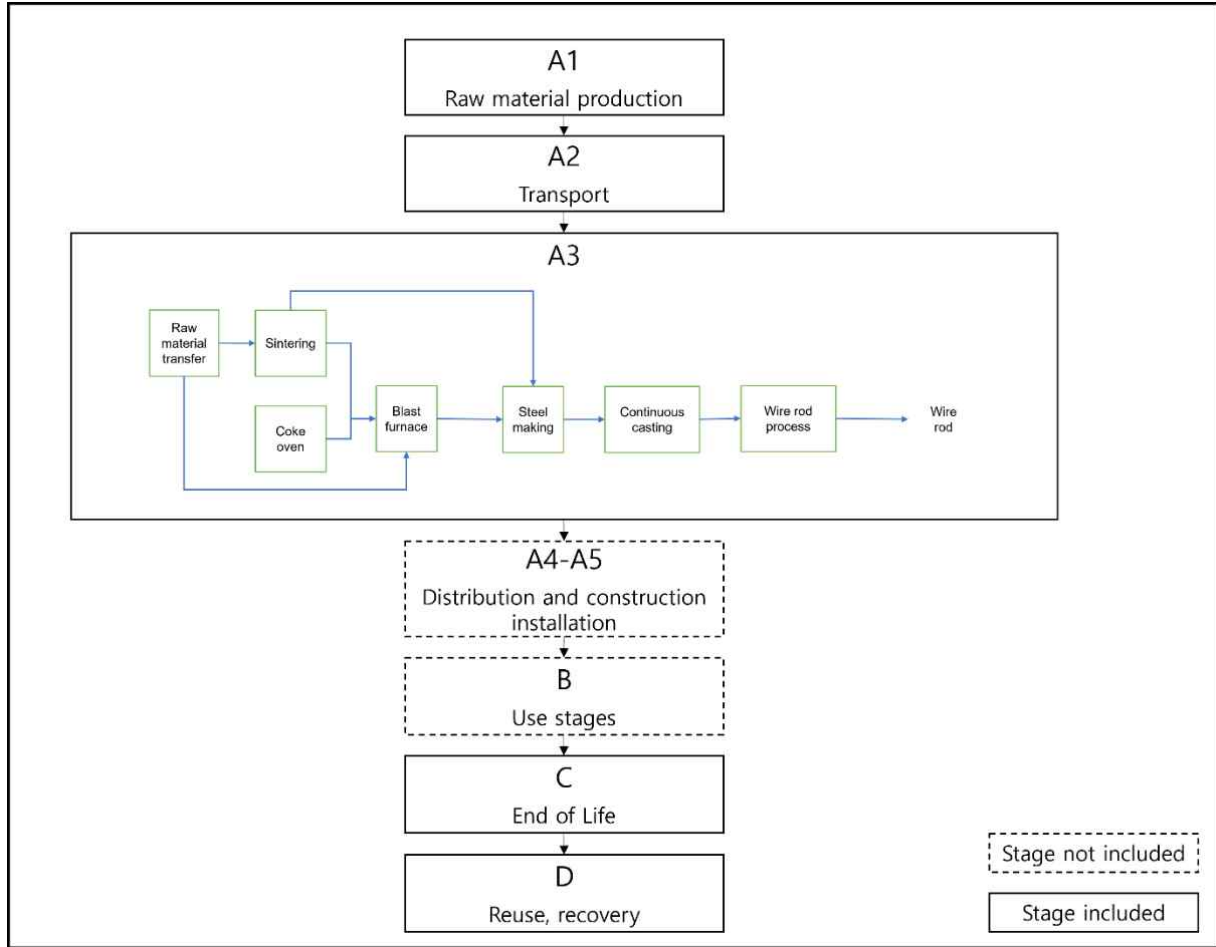 A1
Raw material production
A2
Transport
A3
Raw
material
transfer
Sintering
Coke
oven
Blast
furnace
Steel
making
Continuous
casting
Wire rod
process
Wire
rod
A4-A5
Distribution and construction
installation
B
Use stages
C
End of Life
D
Reuse, recovery
Stage not included
Stage included